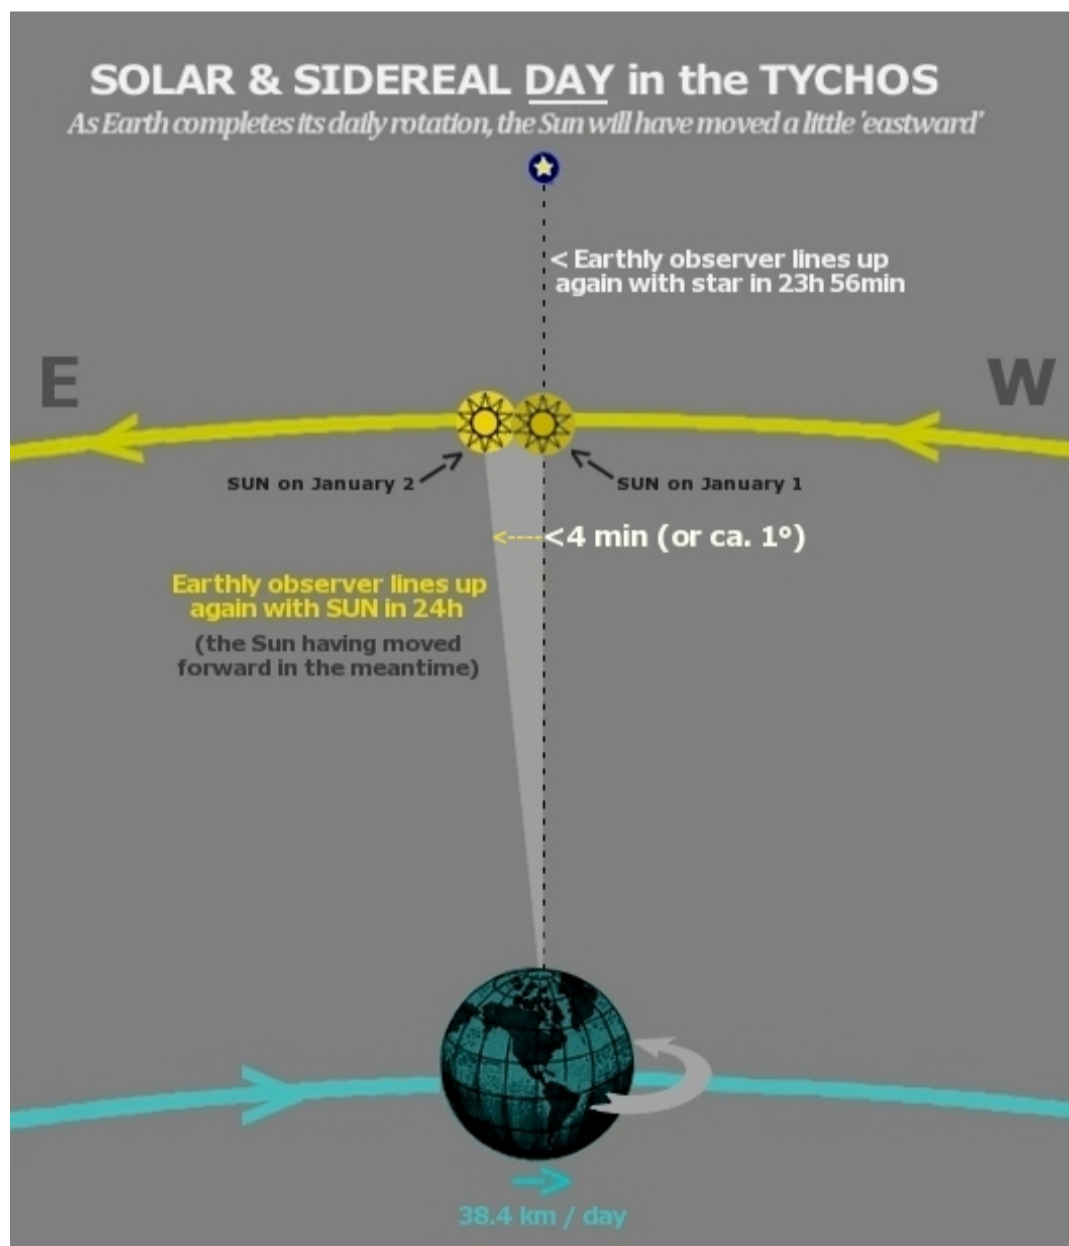 SOLAR & SIDEREAL DAY in the TYCHOS
As Earth completes its daily rotation, the Sun will have moved a little 'eastward'
< Earthly observer lines up
again with star in 23h 56min
E
W
SUN on January 2
SUN on January 1
<4 min (or ca. 1°)
Earthly observer lines up
again with SUN in 24h
(the Sun having moved
forward in the meantime)
38.4 km / day